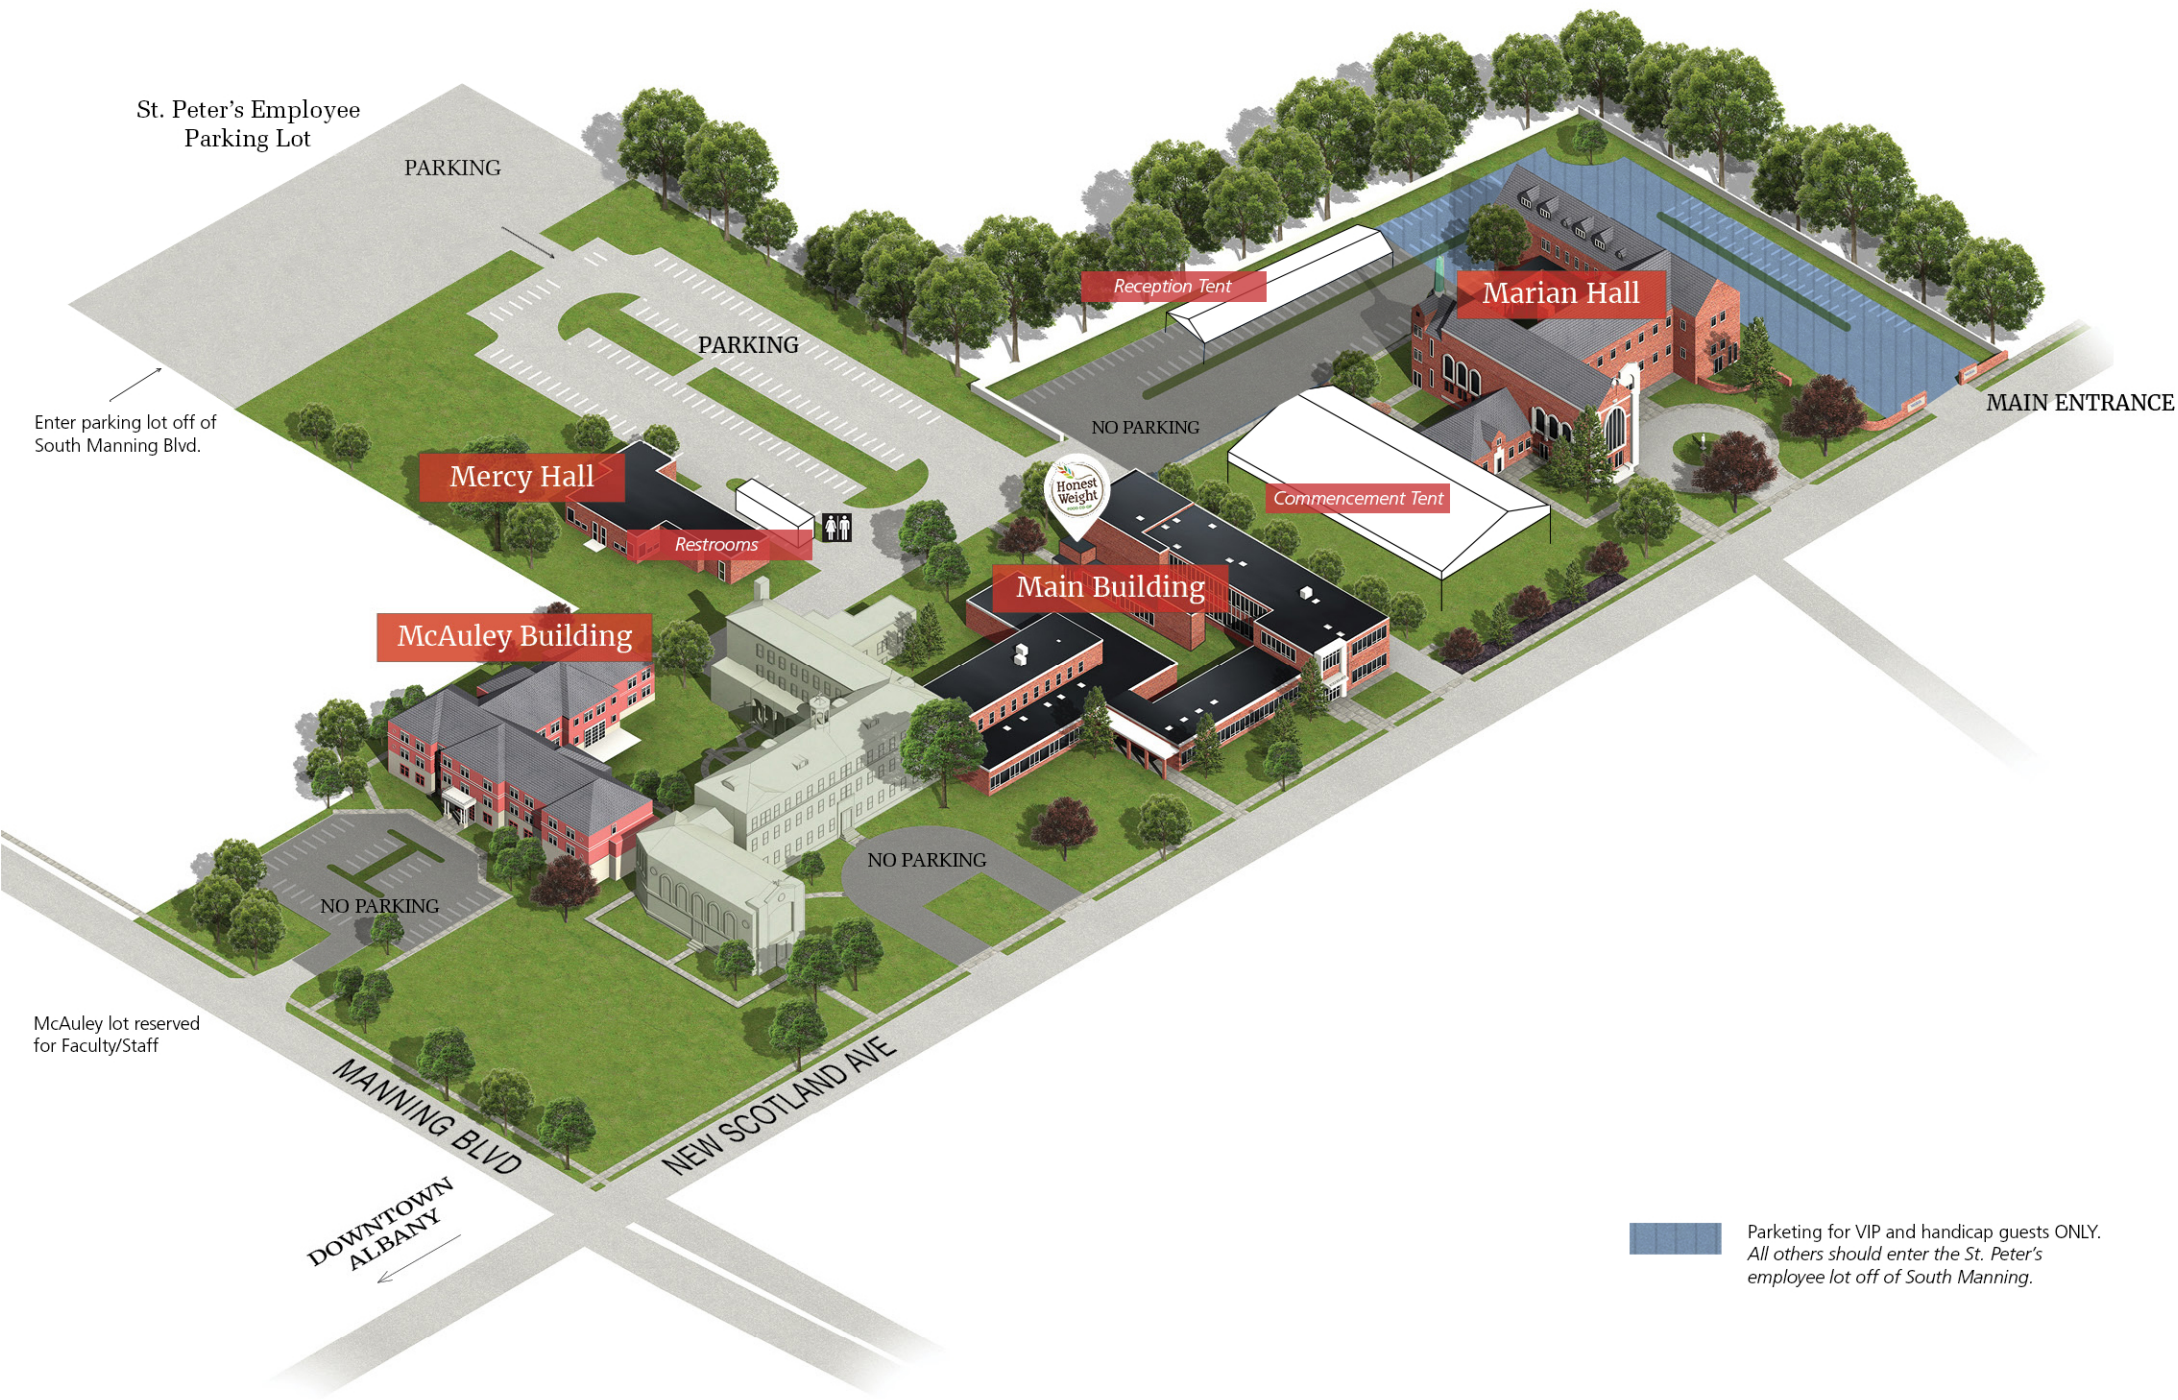 St. Peter's Employee
Parking Lot
PARKING
PARKING
Enter parking lot off of
South Manning Blvd.
Reception Tent
Marian Hall
MAIN ENTRANCE
NO PARKING
Mercy Hall
Honest
Weight
FOOD CO-OP
Commencement Tent
Restrooms
Main Building
McAuley Building
NO PARKING
NO PARKING
McAuley lot reserved
for Faculty/Staff
MANNING BLVD
NEW SCOTLAND AVE
DOWNTOWN
ALBANY
Parketing for VIP and handicap guests ONLY.
All others should enter the St. Peter's
employee lot off of South Manning.